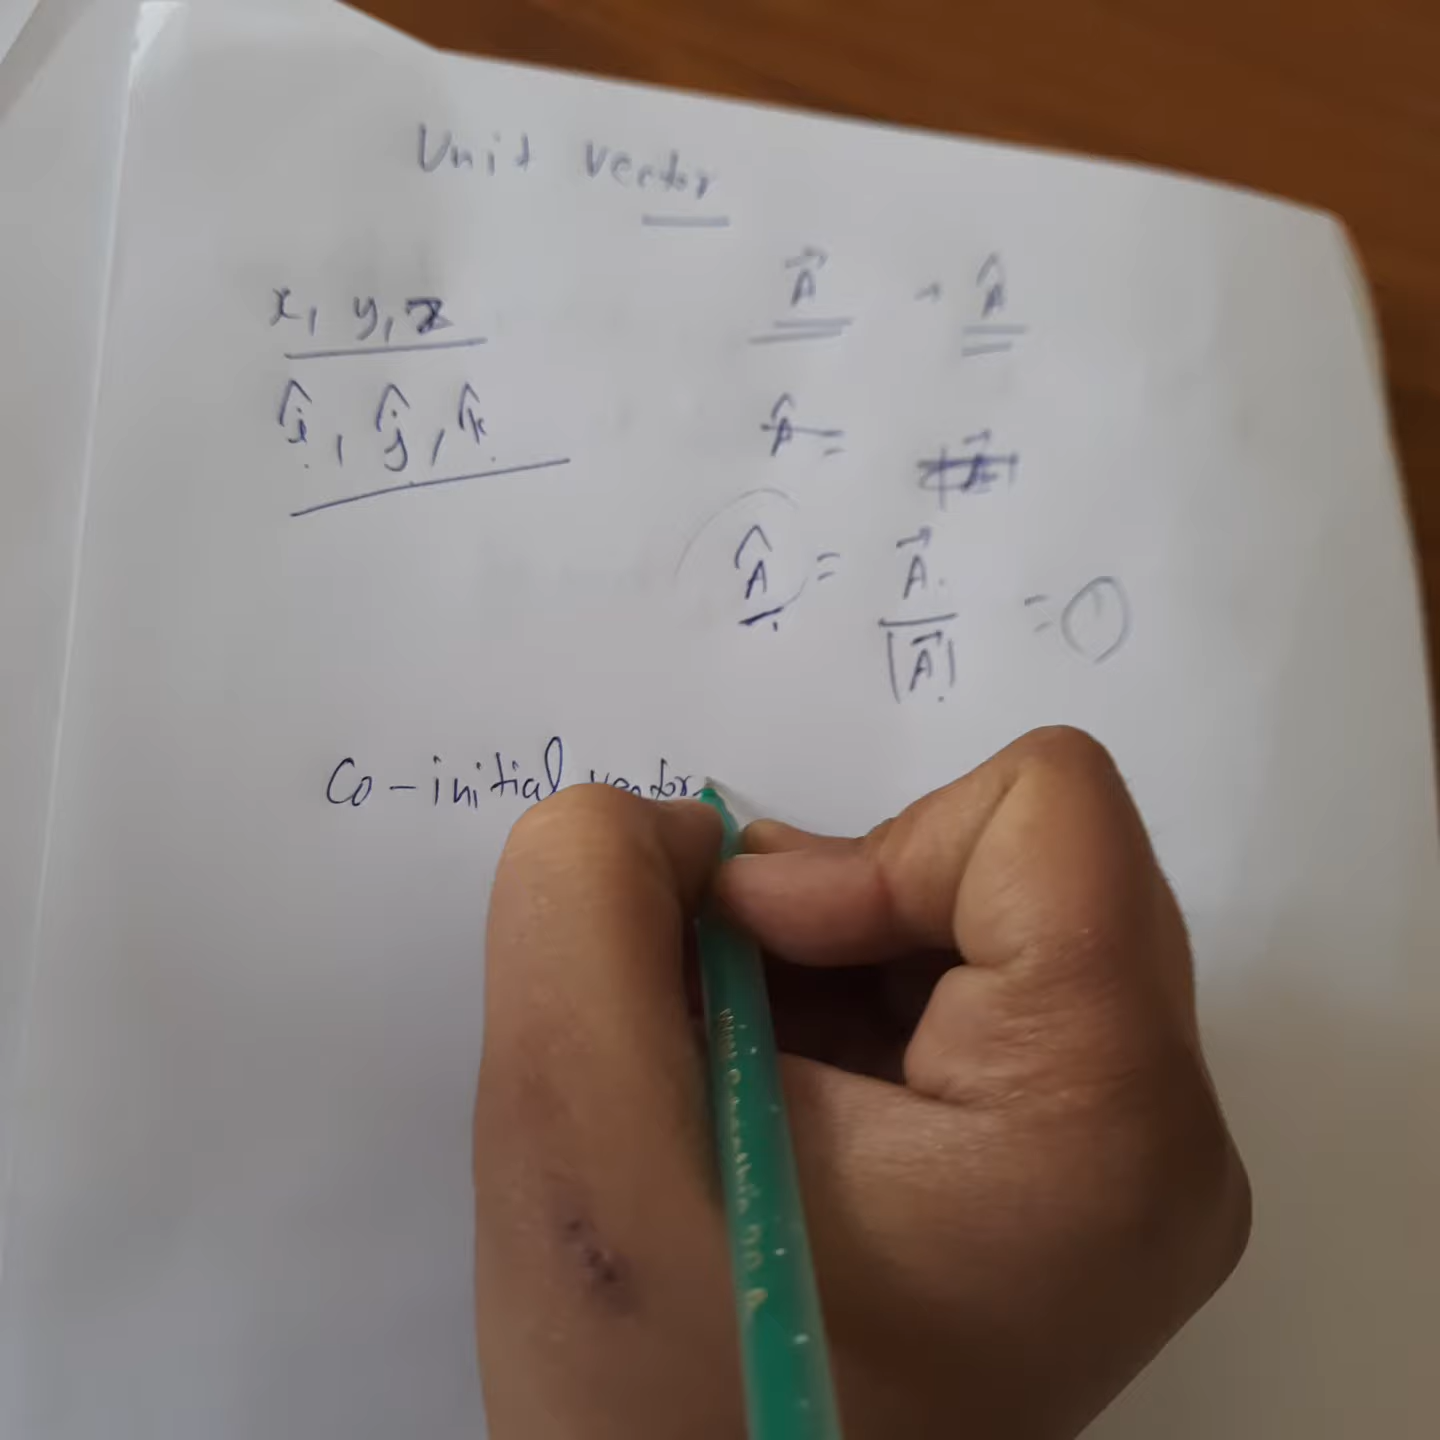 Unit vector
x, y, z
î, ĵ, k̂
A⃗ → Â
Â =
Â = A⃗ / |A⃗| = 1
Co-initial vector